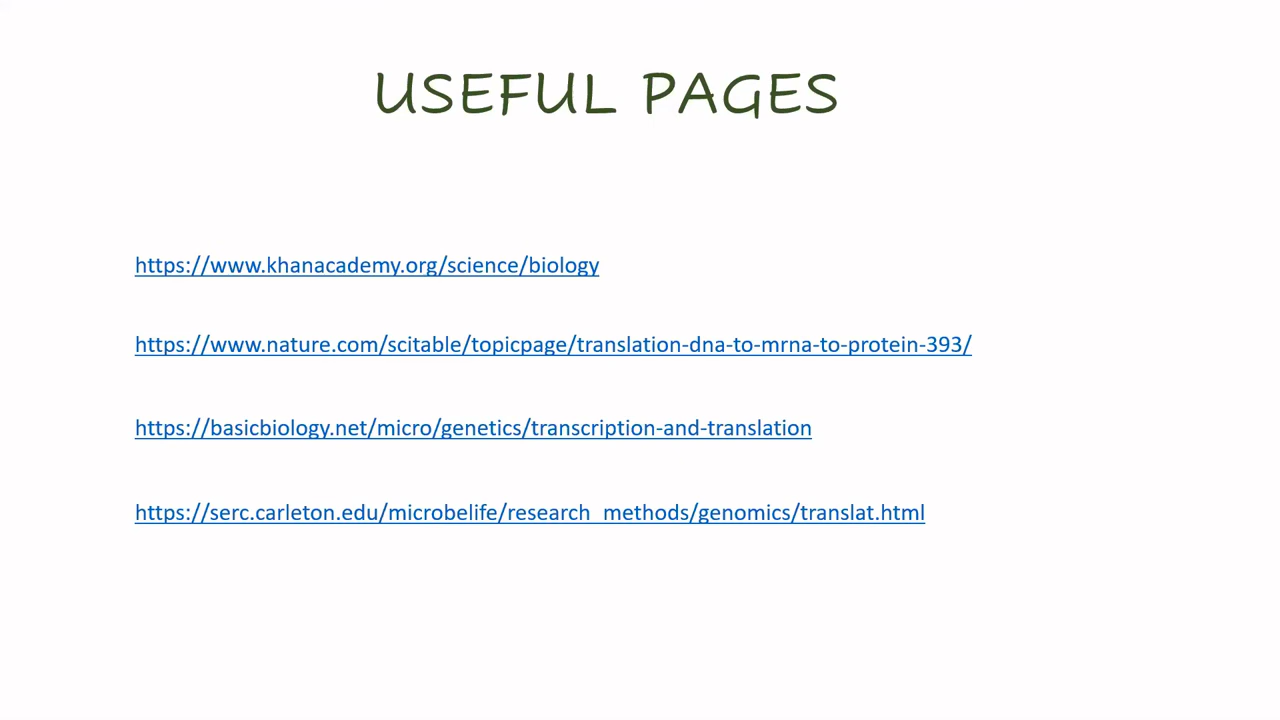 USEFUL PAGES
https://www.khanacademy.org/science/biology
https://www.nature.com/scitable/topicpage/translation-dna-to-mrna-to-protein-393/
https://basicbiology.net/micro/genetics/transcription-and-translation
https://serc.carleton.edu/microbelife/research_methods/genomics/translat.html